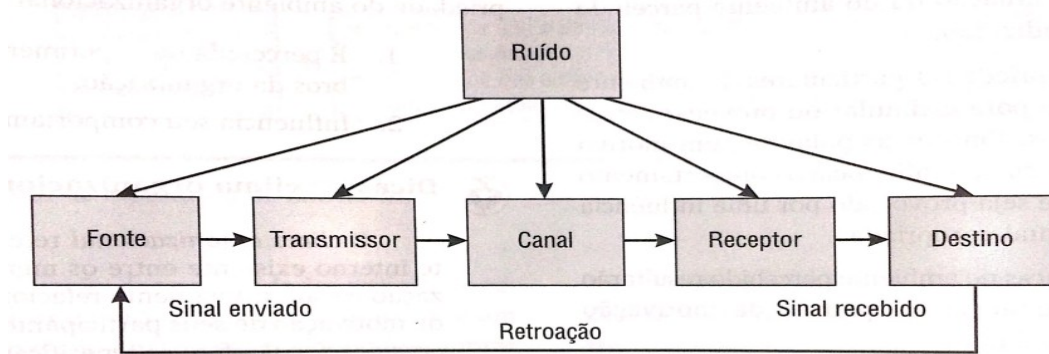 Ruído
Fonte
Transmissor
Canal
Receptor
Destino
Sinal enviado
Sinal recebido
Retroação